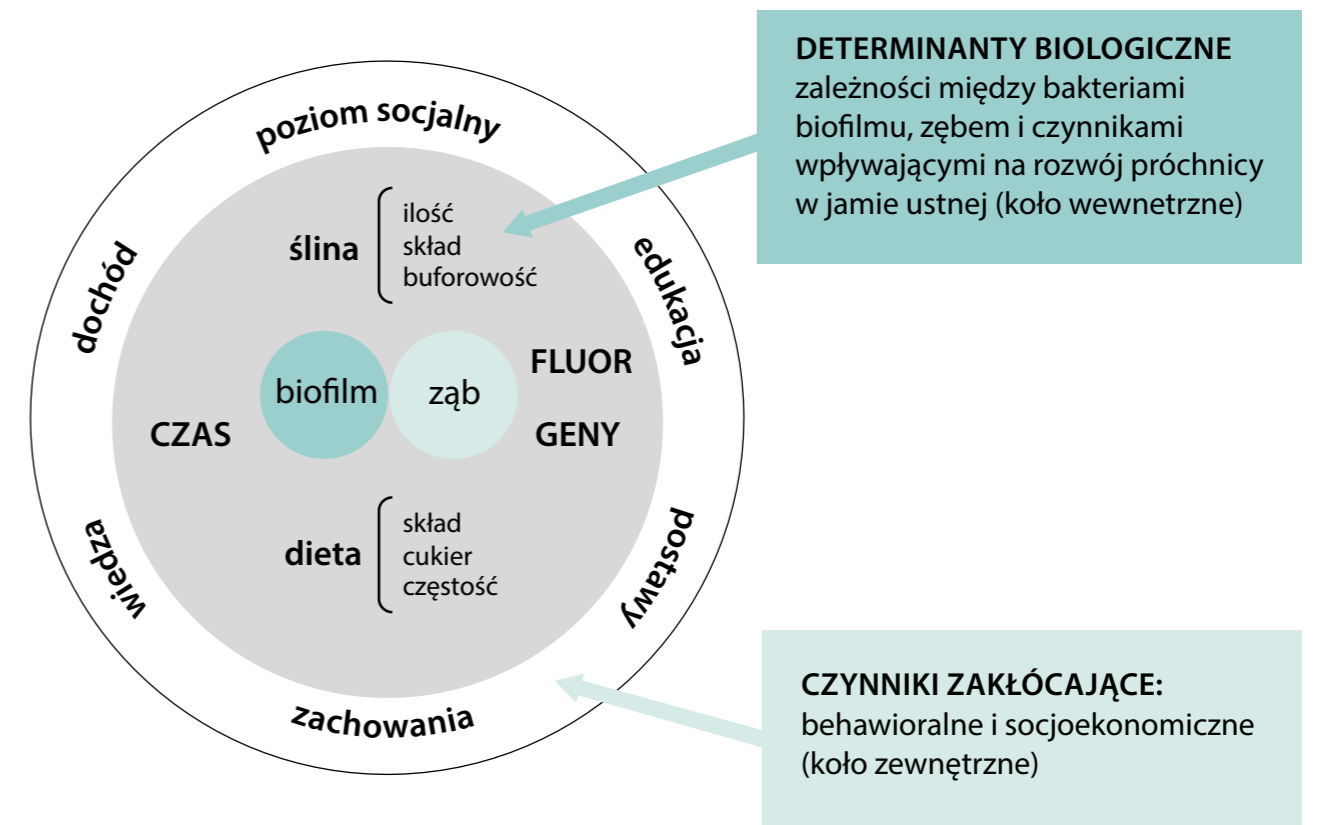 DETERMINANTY BIOLOGICZNE
zależności między bakteriami
biofilmu, zębem i czynnikami
wpływającymi na rozwój próchnicy
w jamie ustnej (koło wewnetrzne)
poziom socjalny
edukacja
postawy
zachowania
wiedza
dochód
ślina
ilość
skład
buforowość
biofilm
ząb
FLUOR
GENY
CZAS
dieta
skład
cukier
częstość
CZYNNIKI ZAKŁÓCAJĄCE:
behawioralne i socjoekonomiczne
(koło zewnętrzne)